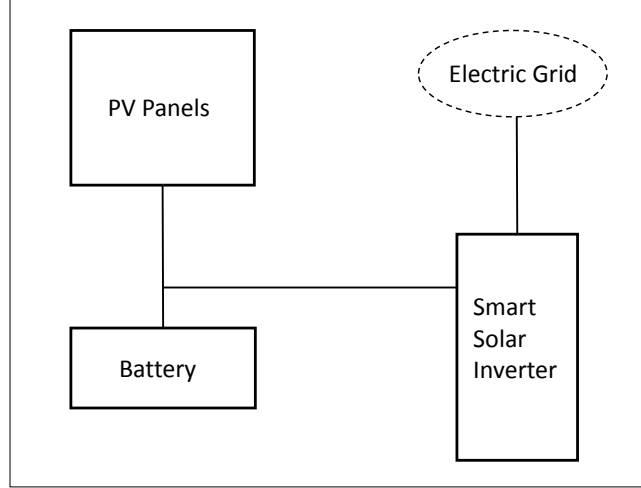 PV Panels
Electric Grid
Battery
Smart
Solar
Inverter